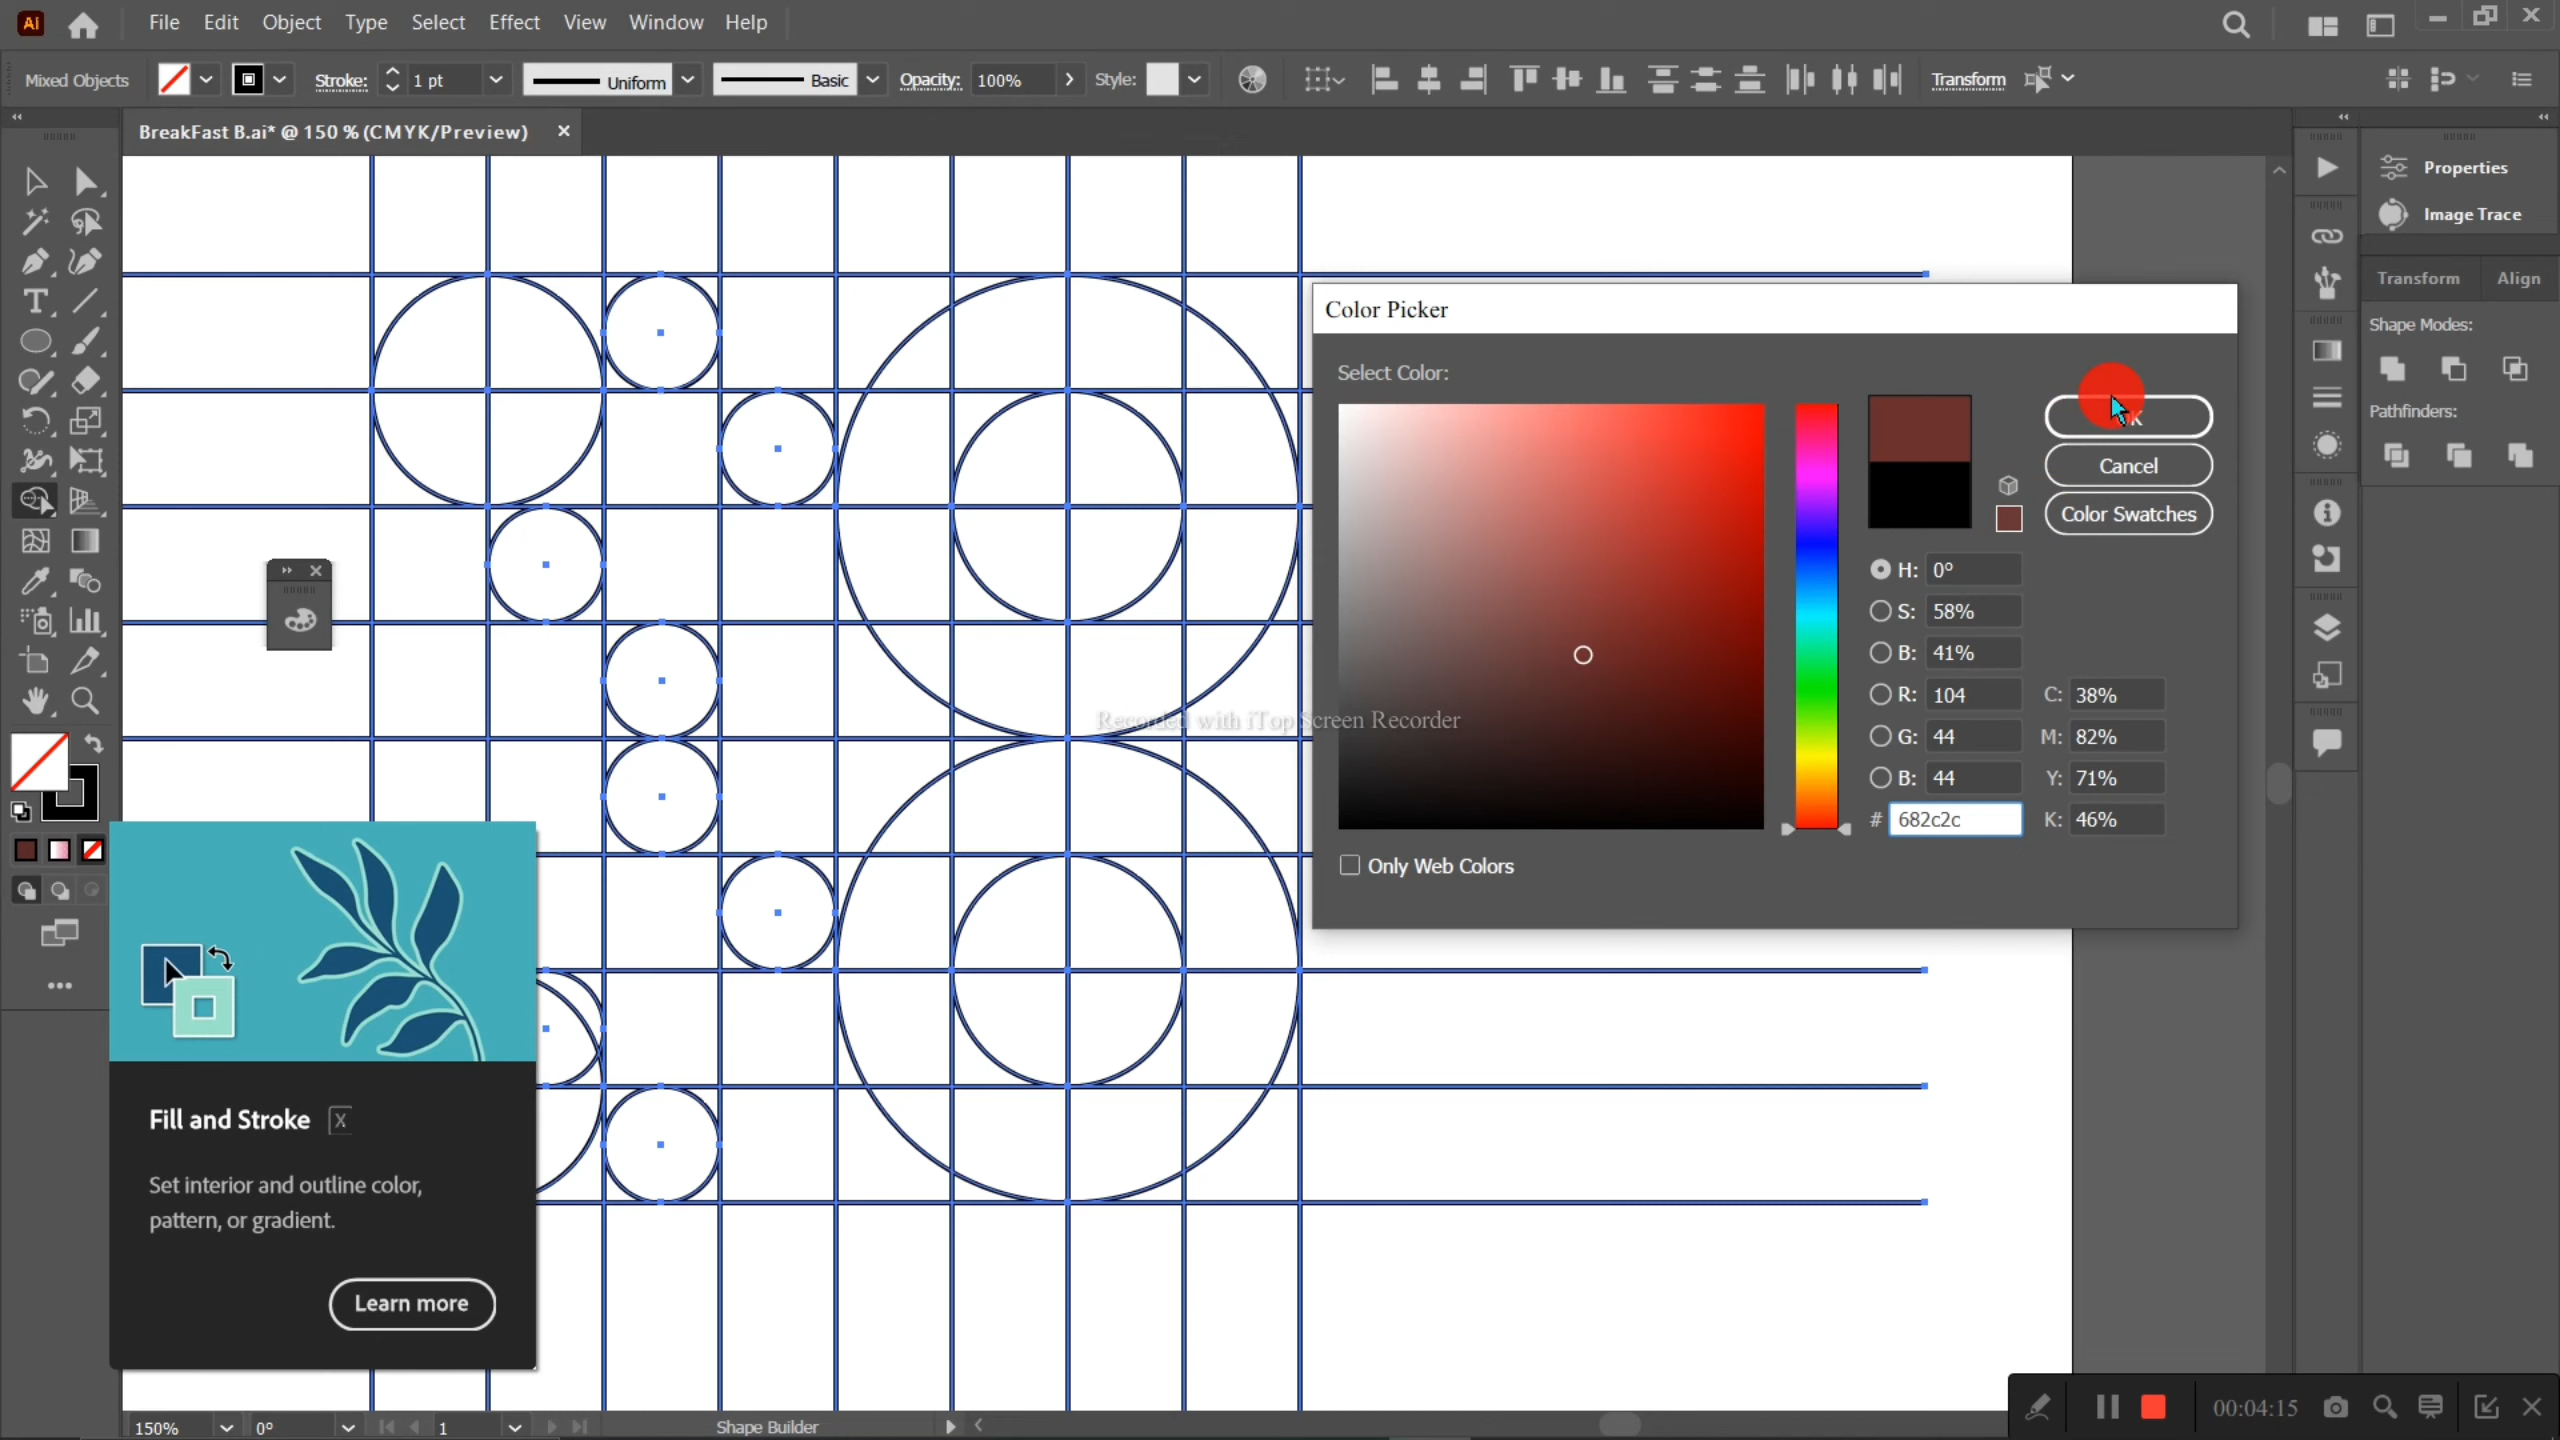 Ai File Edit Object Type Select Effect View Window Help
Mixed Objects Stroke: 1 pt Uniform Basic Opacity: 100% Style: Transform
BreakFast B.ai* @ 150 % (CMYK/Preview)
Properties
Image Trace
Transform Align
Shape Modes:
Pathfinders:
Color Picker
Select Color:
Cancel
Color Swatches
H: 0°
S: 58%
B: 41%
R: 104 C: 38%
G: 44 M: 82%
B: 44 Y: 71%
# 682c2c K: 46%
Only Web Colors
Recorded with iTop Screen Recorder
Fill and Stroke X
Set interior and outline color,
pattern, or gradient.
Learn more
150% 0° 1 Shape Builder
00:04:15